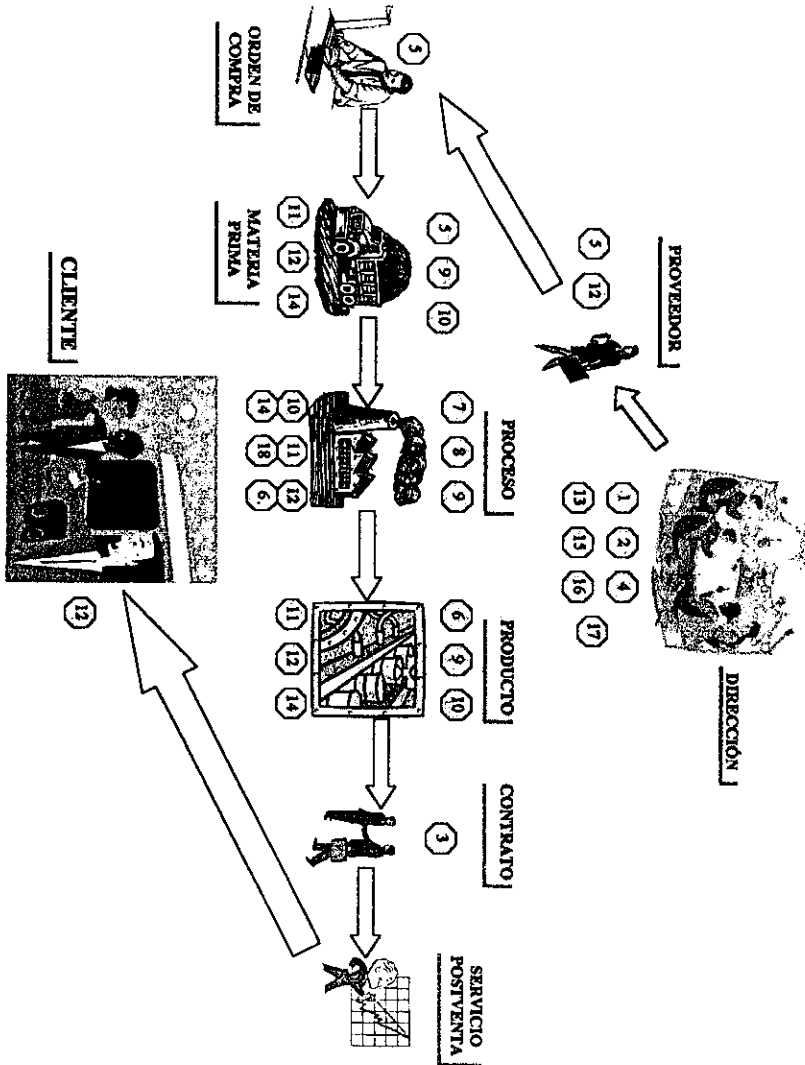 DIRECCIÓN
1 2 4
13 15 16 17
PROVEEDOR
5 12
5
ORDEN DE
COMPRA
5 9 10
11 12 14
MATERIA
PRIMA
PROCESO
7 8 9
10 11 12
14 18 6
PRODUCTO
6 9 10
11 12 14
CONTRATO
3
SERVICIO
POSTVENTA
CLIENTE
12